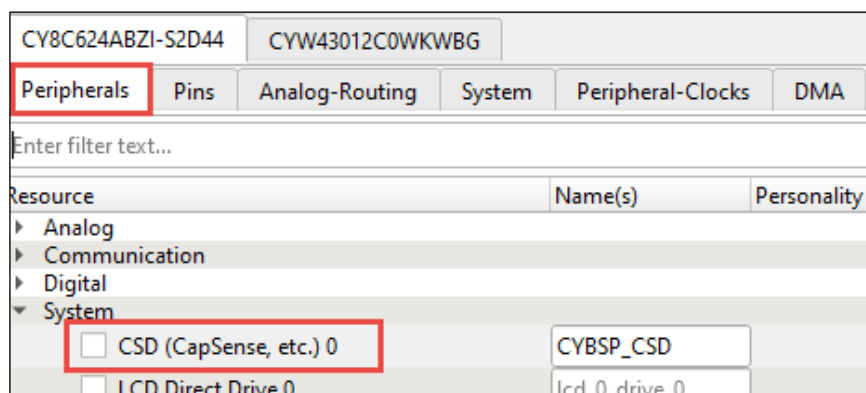 CY8C624ABZI-S2D44 CYW43012C0WKWBG
Peripherals Pins Analog-Routing System Peripheral-Clocks DMA
Enter filter text...
Resource Name(s) Personality
Analog
Communication
Digital
System
CSD (CapSense, etc.) 0 CYBSP_CSD
LCD Direct Drive 0 lcd_0_drive_0